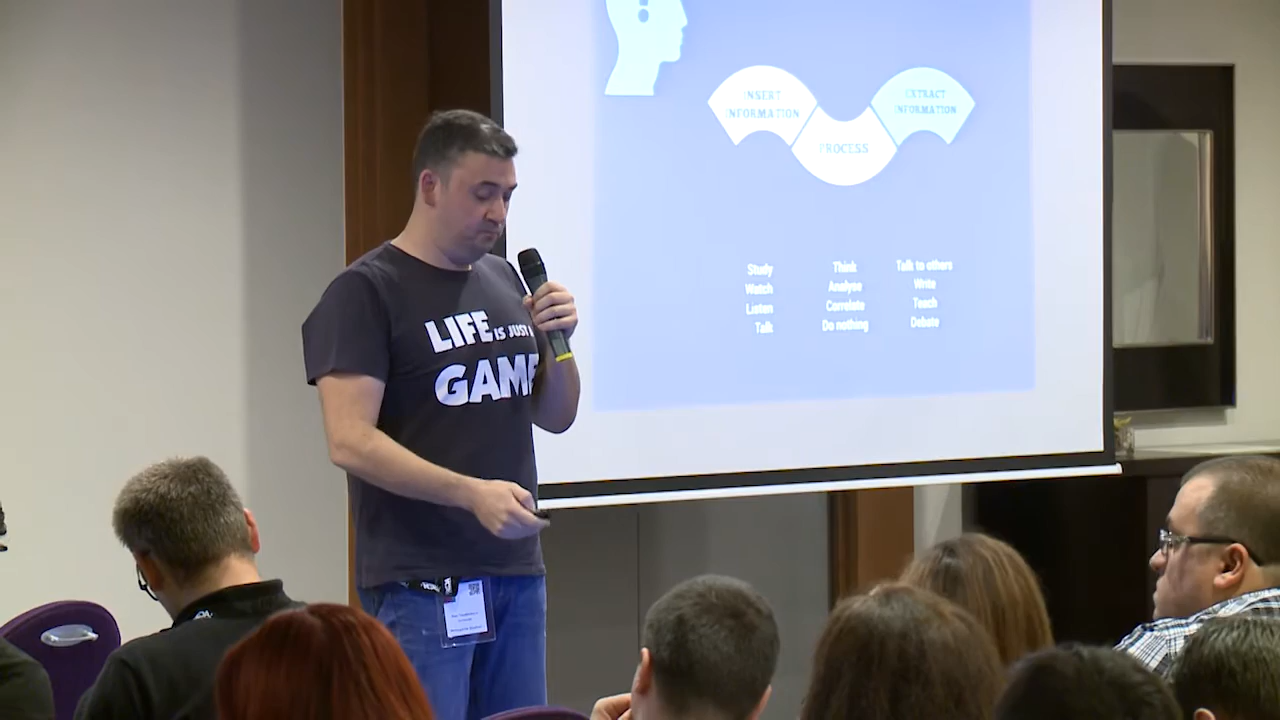 INSERT
INFORMATION
PROCESS
EXTRACT
INFORMATION
Study
Watch
Listen
Talk
Think
Analyse
Correlate
Do nothing
Talk to others
Write
Teach
Debate
LIFE IS JUST
GAME